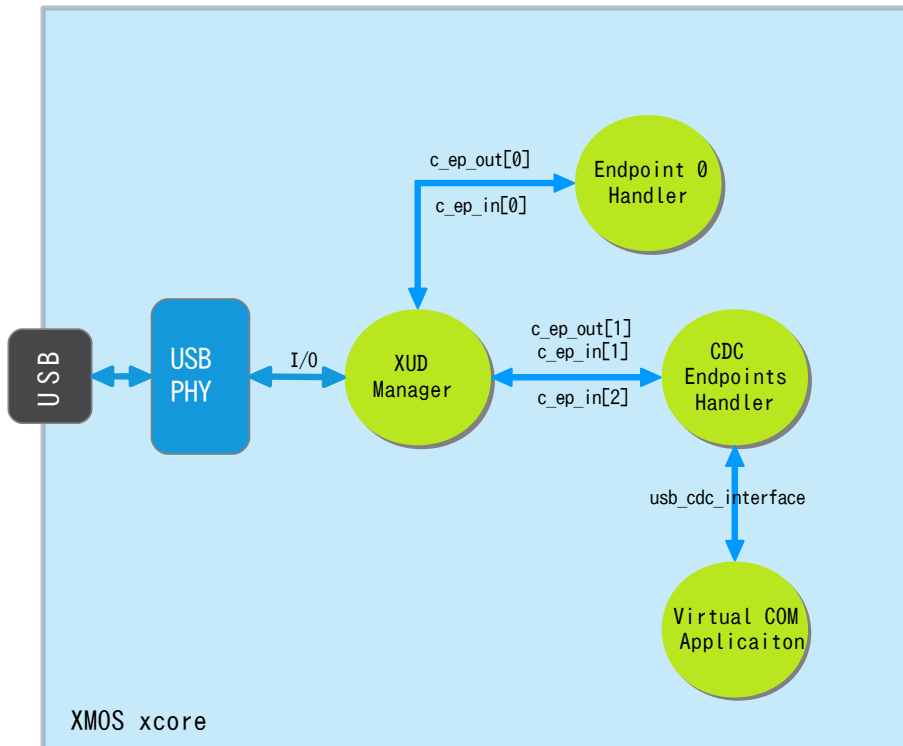 c_ep_out[0]
c_ep_in[0]
Endpoint 0
Handler
USB
USB
PHY
I/O
XUD
Manager
c_ep_out[1]
c_ep_in[1]
c_ep_in[2]
CDC
Endpoints
Handler
usb_cdc_interface
Virtual COM
Applicaiton
XMOS xcore